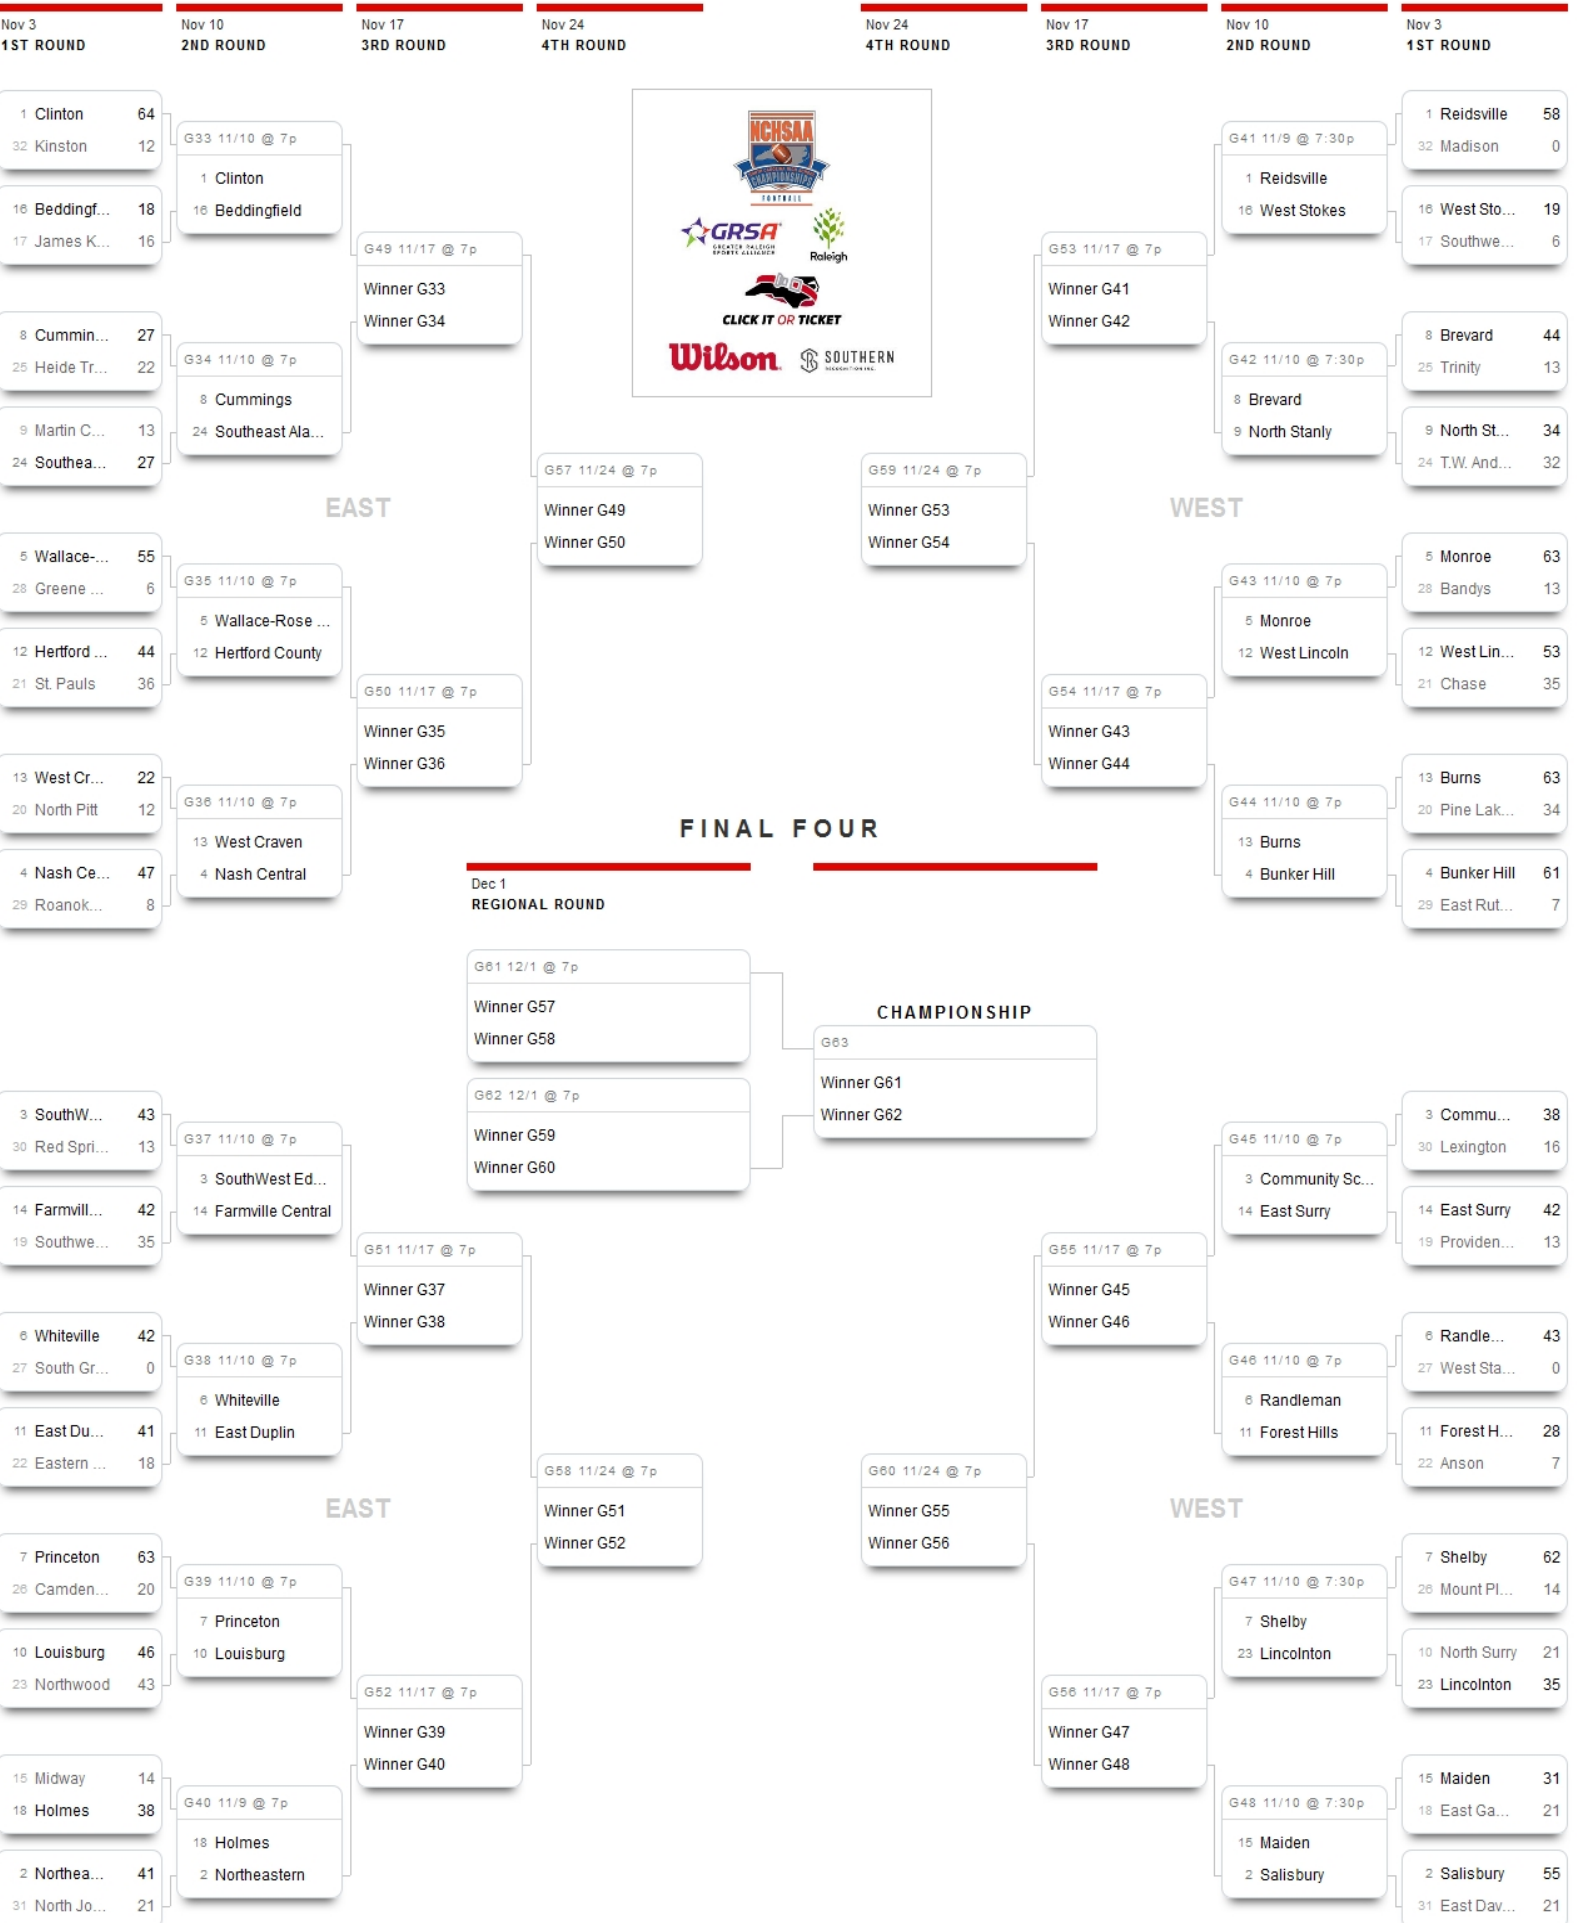 Nov 3
1ST ROUND
Nov 10
2ND ROUND
Nov 17
3RD ROUND
Nov 24
4TH ROUND
Nov 24
4TH ROUND
Nov 17
3RD ROUND
Nov 10
2ND ROUND
Nov 3
1ST ROUND
1 Clinton 64
32 Kinston 12
16 Beddingf... 18
17 James K... 16
8 Cummin... 27
25 Heide Tr... 22
9 Martin C... 13
24 Southea... 27
EAST
5 Wallace-... 55
28 Greene ... 6
12 Hertford ... 44
21 St. Pauls 36
13 West Cr... 22
20 North Pitt 12
4 Nash Ce... 47
29 Roanok... 8
G33 11/10 @ 7p
1 Clinton
16 Beddingfield
G34 11/10 @ 7p
8 Cummings
24 Southeast Ala...
G35 11/10 @ 7p
5 Wallace-Rose ...
12 Hertford County
G36 11/10 @ 7p
13 West Craven
4 Nash Central
G49 11/17 @ 7p
Winner G33
Winner G34
G50 11/17 @ 7p
Winner G35
Winner G36
G57 11/24 @ 7p
Winner G49
Winner G50
NCHSAA
CHAMPIONSHIPS
FOOTBALL
GRSA
GREATER RALEIGH
SPORTS ALLIANCE
Raleigh
CLICK IT OR TICKET
Wilson
SOUTHERN
RECOGNITION INC.
G59 11/24 @ 7p
Winner G53
Winner G54
G53 11/17 @ 7p
Winner G41
Winner G42
G54 11/17 @ 7p
Winner G43
Winner G44
WEST
G41 11/9 @ 7:30p
1 Reidsville
16 West Stokes
G42 11/10 @ 7:30p
8 Brevard
9 North Stanly
G43 11/10 @ 7p
5 Monroe
12 West Lincoln
G44 11/10 @ 7p
13 Burns
4 Bunker Hill
1 Reidsville 58
32 Madison 0
16 West Sto... 19
17 Southwe... 6
8 Brevard 44
25 Trinity 13
9 North St... 34
24 T.W. And... 32
5 Monroe 63
28 Bandys 13
12 West Lin... 53
21 Chase 35
13 Burns 63
20 Pine Lak... 34
4 Bunker Hill 61
29 East Rut... 7
FINAL FOUR
Dec 1
REGIONAL ROUND
G61 12/1 @ 7p
Winner G57
Winner G58
G62 12/1 @ 7p
Winner G59
Winner G60
CHAMPIONSHIP
G63
Winner G61
Winner G62
3 SouthW... 43
30 Red Spri... 13
14 Farmvill... 42
19 Southwe... 35
6 Whiteville 42
27 South Gr... 0
11 East Du... 41
22 Eastern ... 18
EAST
7 Princeton 63
26 Camden... 20
10 Louisburg 46
23 Northwood 43
15 Midway 14
18 Holmes 38
2 Northea... 41
31 North Jo... 21
G37 11/10 @ 7p
3 SouthWest Ed...
14 Farmville Central
G38 11/10 @ 7p
6 Whiteville
11 East Duplin
G39 11/10 @ 7p
7 Princeton
10 Louisburg
G40 11/9 @ 7p
18 Holmes
2 Northeastern
G51 11/17 @ 7p
Winner G37
Winner G38
G52 11/17 @ 7p
Winner G39
Winner G40
G58 11/24 @ 7p
Winner G51
Winner G52
G60 11/24 @ 7p
Winner G55
Winner G56
G55 11/17 @ 7p
Winner G45
Winner G46
G56 11/17 @ 7p
Winner G47
Winner G48
WEST
G45 11/10 @ 7p
3 Community Sc...
14 East Surry
G46 11/10 @ 7p
6 Randleman
11 Forest Hills
G47 11/10 @ 7:30p
7 Shelby
23 Lincolnton
G48 11/10 @ 7:30p
15 Maiden
2 Salisbury
3 Commu... 38
30 Lexington 16
14 East Surry 42
19 Providen... 13
6 Randle... 43
27 West Sta... 0
11 Forest H... 28
22 Anson 7
7 Shelby 62
26 Mount Pl... 14
10 North Surry 21
23 Lincolnton 35
15 Maiden 31
18 East Ga... 21
2 Salisbury 55
31 East Dav... 21